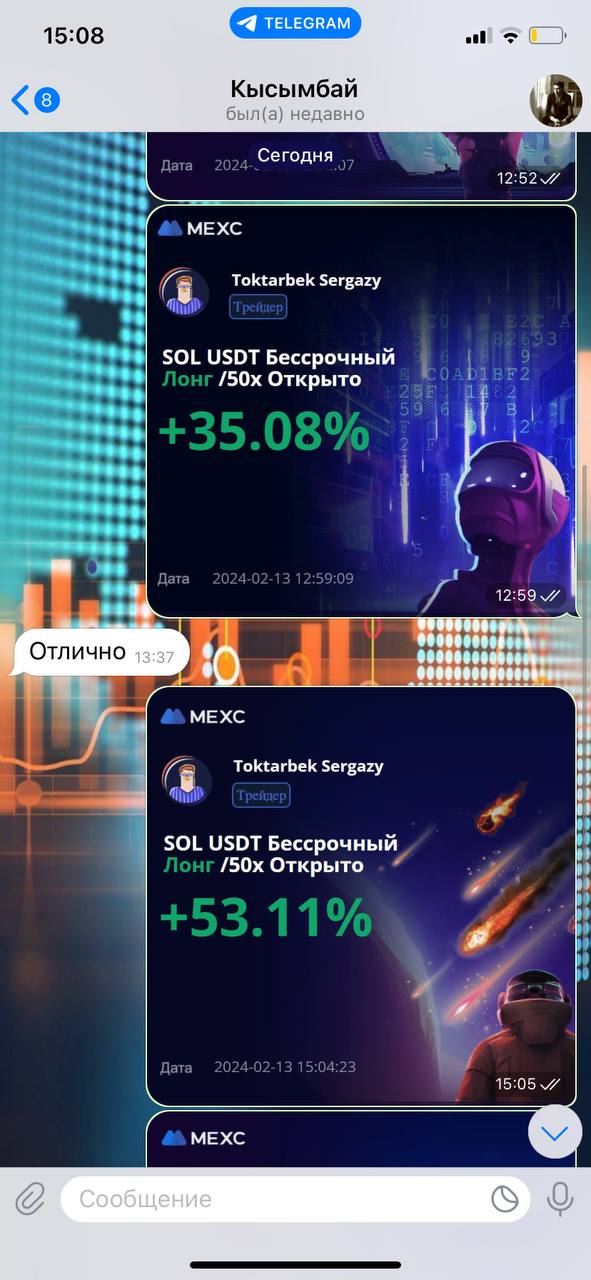 15:08
TELEGRAM
8
Кысымбай
был(а) недавно
Сегодня
Дата 2024- 07
12:52
MEXC
Toktarbek Sergazy
Трейдер
SOL USDT Бессрочный
Лонг /50x Открыто
+35.08%
Дата 2024-02-13 12:59:09
12:59
Отлично 13:37
MEXC
Toktarbek Sergazy
Трейдер
SOL USDT Бессрочный
Лонг /50x Открыто
+53.11%
Дата 2024-02-13 15:04:23
15:05
MEXC
Сообщение